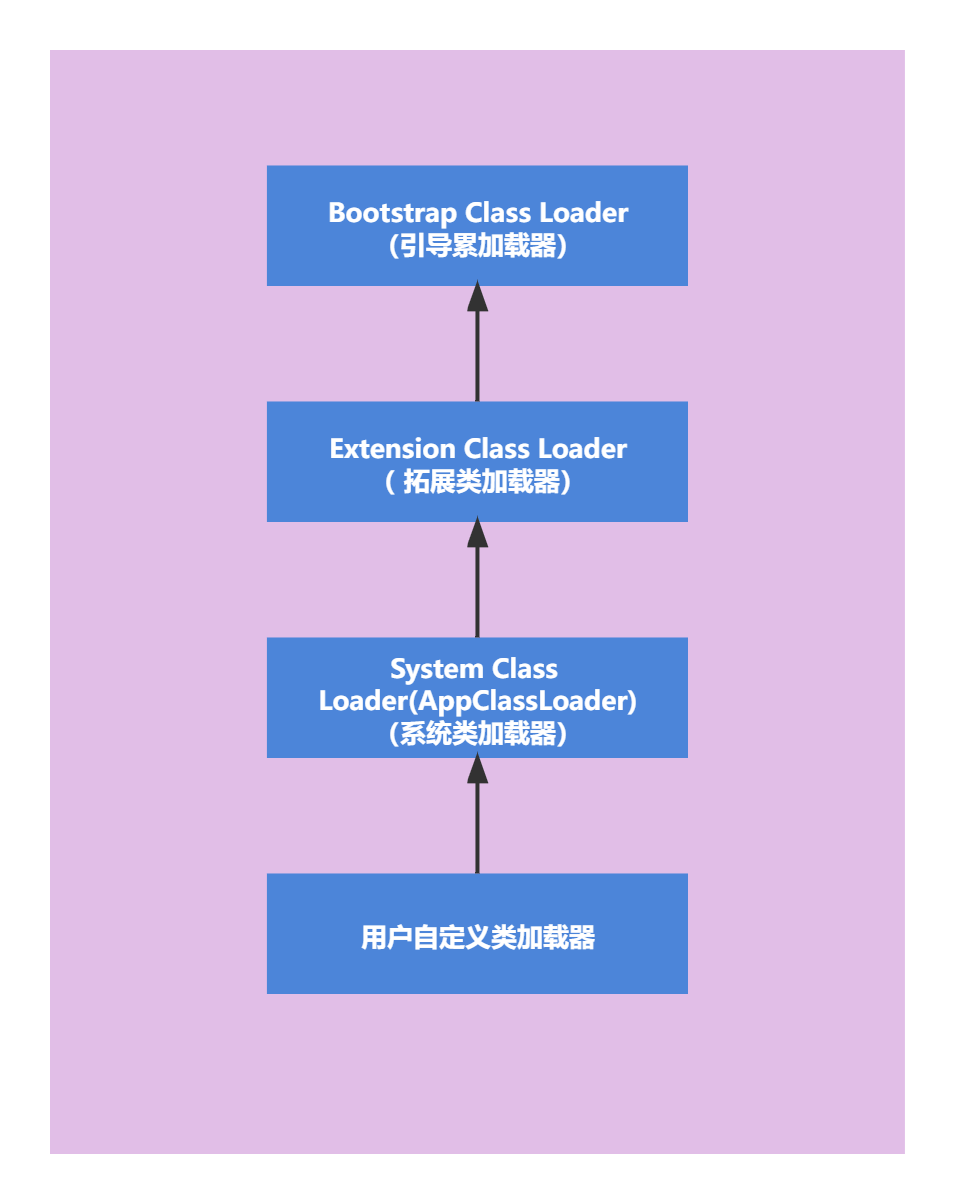 Bootstrap Class Loader
(引导累加载器)
Extension Class Loader
( 拓展类加载器)
System Class
Loader(AppClassLoader)
(系统类加载器)
用户自定义类加载器